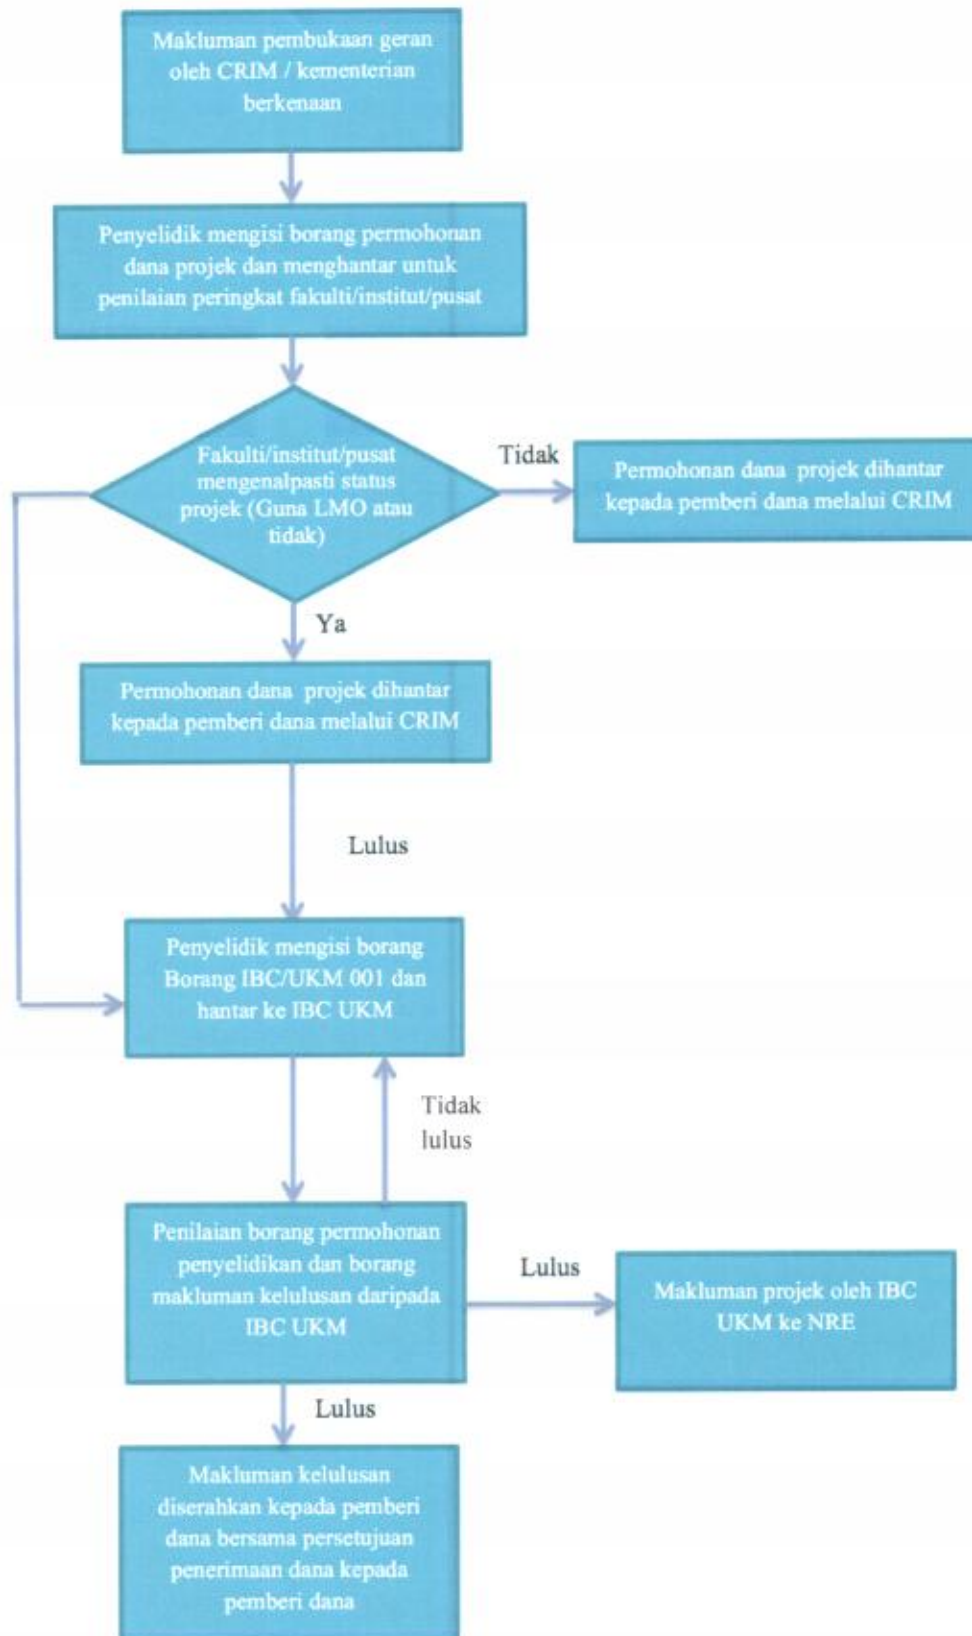 Makluman pembukaan geran
oleh CRIM / kementerian
berkenaan
Penyelidik mengisi borang permohonan
dana projek dan menghantar untuk
penilaian peringkat fakulti/institut/pusat
Fakulti/institut/pusat
mengenalpasti status
projek (Guna LMO atau
tidak)
Tidak
Permohonan dana projek dihantar
kepada pemberi dana melalui CRIM
Ya
Permohonan dana projek dihantar
kepada pemberi dana melalui CRIM
Lulus
Penyelidik mengisi borang
Borang IBC/UKM 001 dan
hantar ke IBC UKM
Tidak
lulus
Penilaian borang permohonan
penyelidikan dan borang
makluman kelulusan daripada
IBC UKM
Lulus
Makluman projek oleh IBC
UKM ke NRE
Lulus
Makluman kelulusan
diserahkan kepada pemberi
dana bersama persetujuan
penerimaan dana kepada
pemberi dana